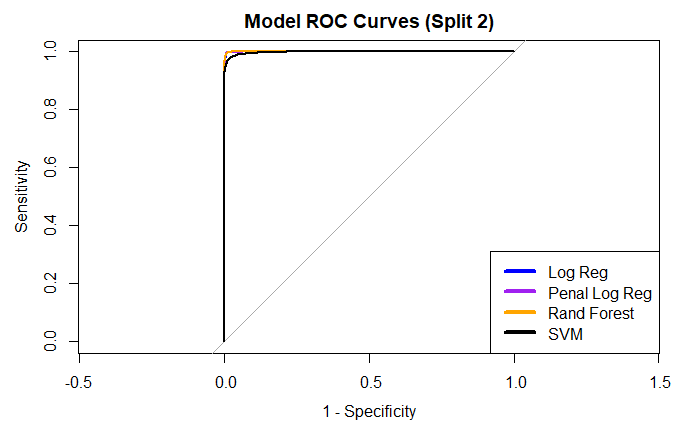 Model ROC Curves (Split 2)
Sensitivity
1.0
0.8
0.6
0.4
0.2
0.0
Log Reg
Penal Log Reg
Rand Forest
SVM
-0.5 0.0 0.5 1.0 1.5
1 - Specificity